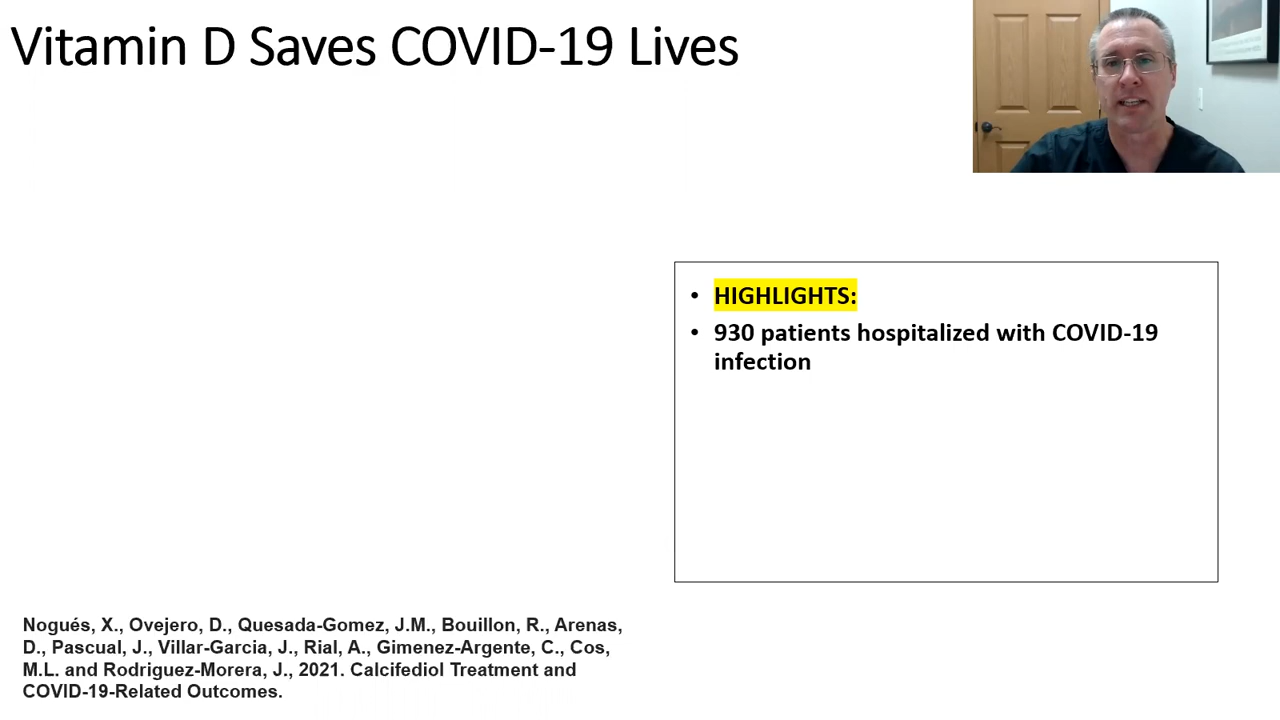 Vitamin D Saves COVID-19 Lives
• HIGHLIGHTS:
• 930 patients hospitalized with COVID-19
infection
Nogués, X., Ovejero, D., Quesada-Gomez, J.M., Bouillon, R., Arenas,
D., Pascual, J., Villar-Garcia, J., Rial, A., Gimenez-Argente, C., Cos,
M.L. and Rodriguez-Morera, J., 2021. Calcifediol Treatment and
COVID-19-Related Outcomes.